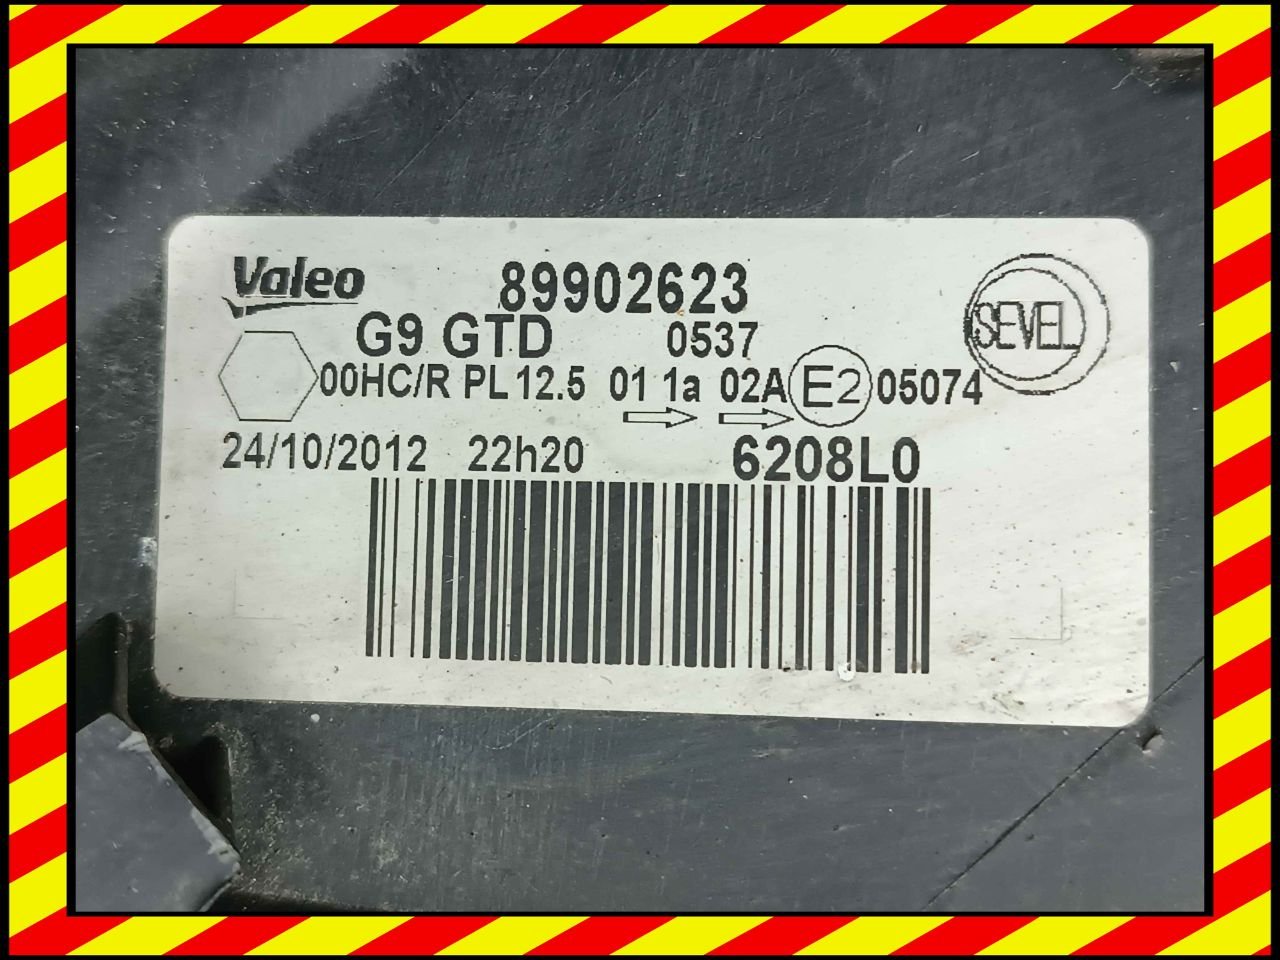 Valeo 89902623
SEVEL
G9 GTD 0537
00HC/R PL 12.5 01 1a 02A E2 05074
24/10/2012 22h20 6208L0